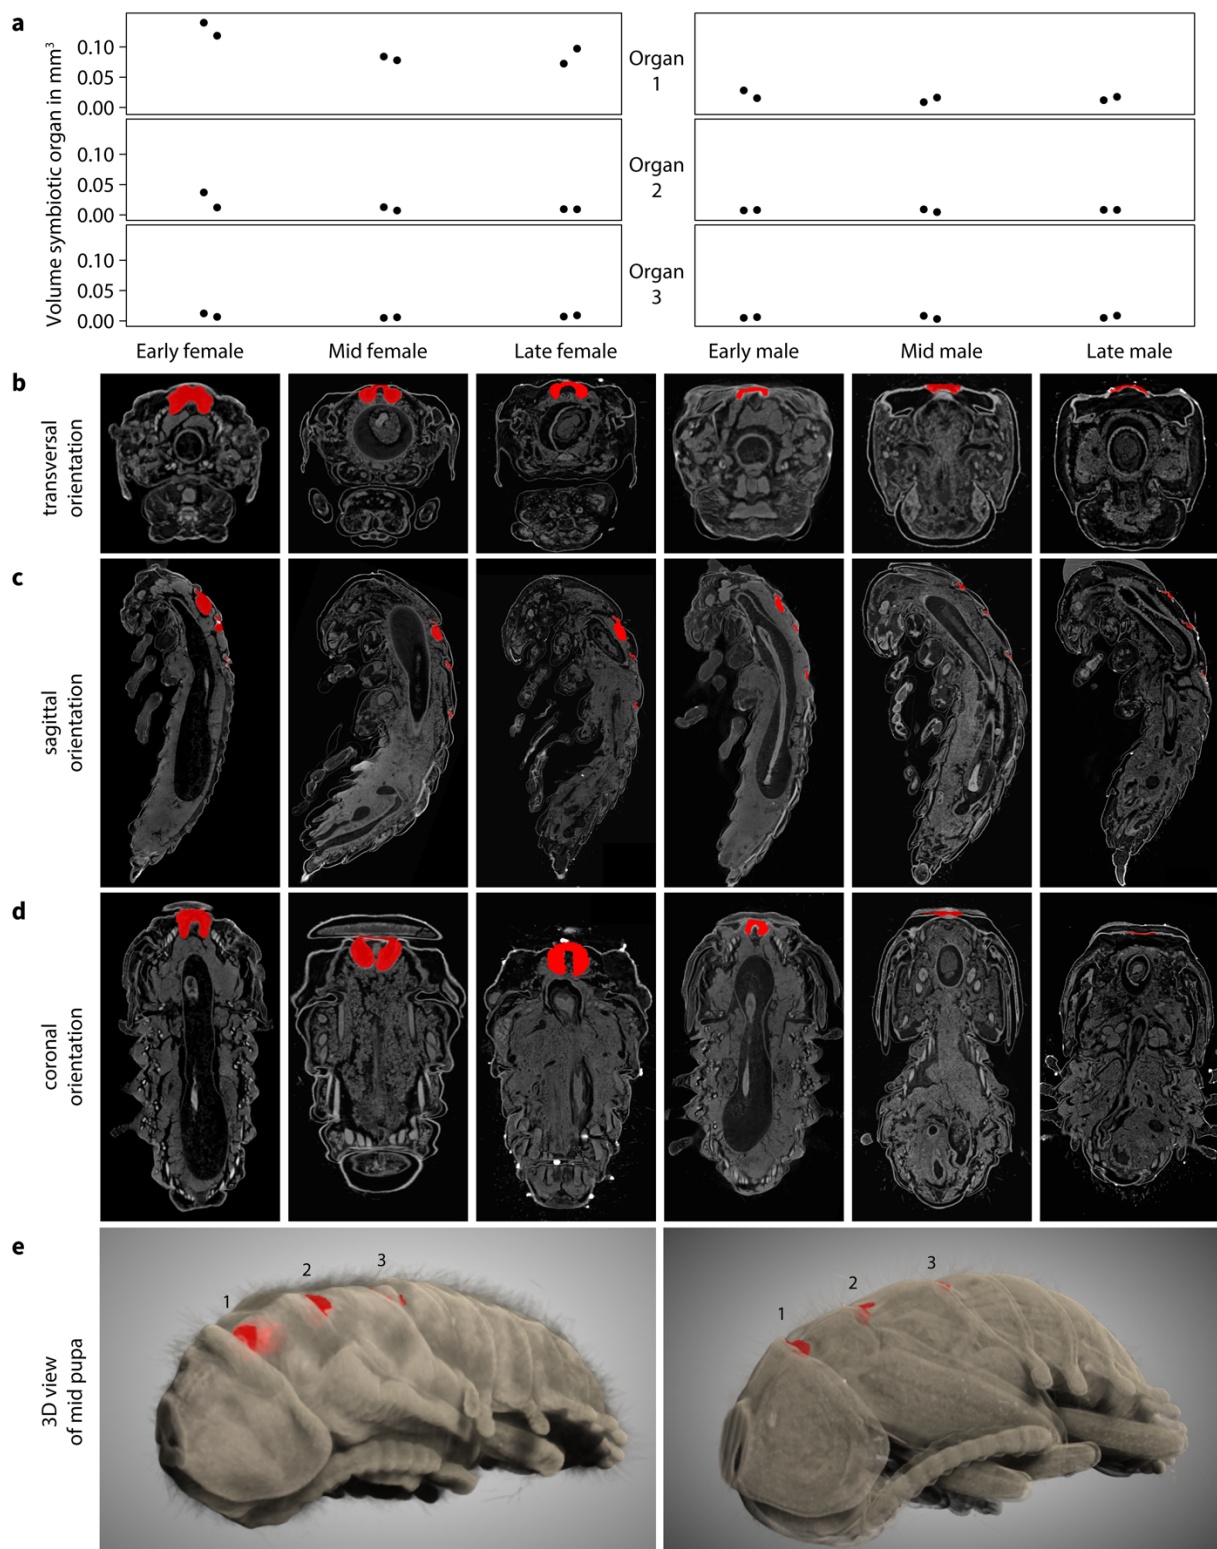 a
Volume symbiotic organ in mm³
0.10
0.05
0.00
Organ
1
0.10
0.05
0.00
Organ
2
0.10
0.05
0.00
Organ
3
Early female
Mid female
Late female
Early male
Mid male
Late male
b
transversal
orientation
c
sagittal
orientation
d
coronal
orientation
e
3D view
of mid pupa
1
2
3
1
2
3